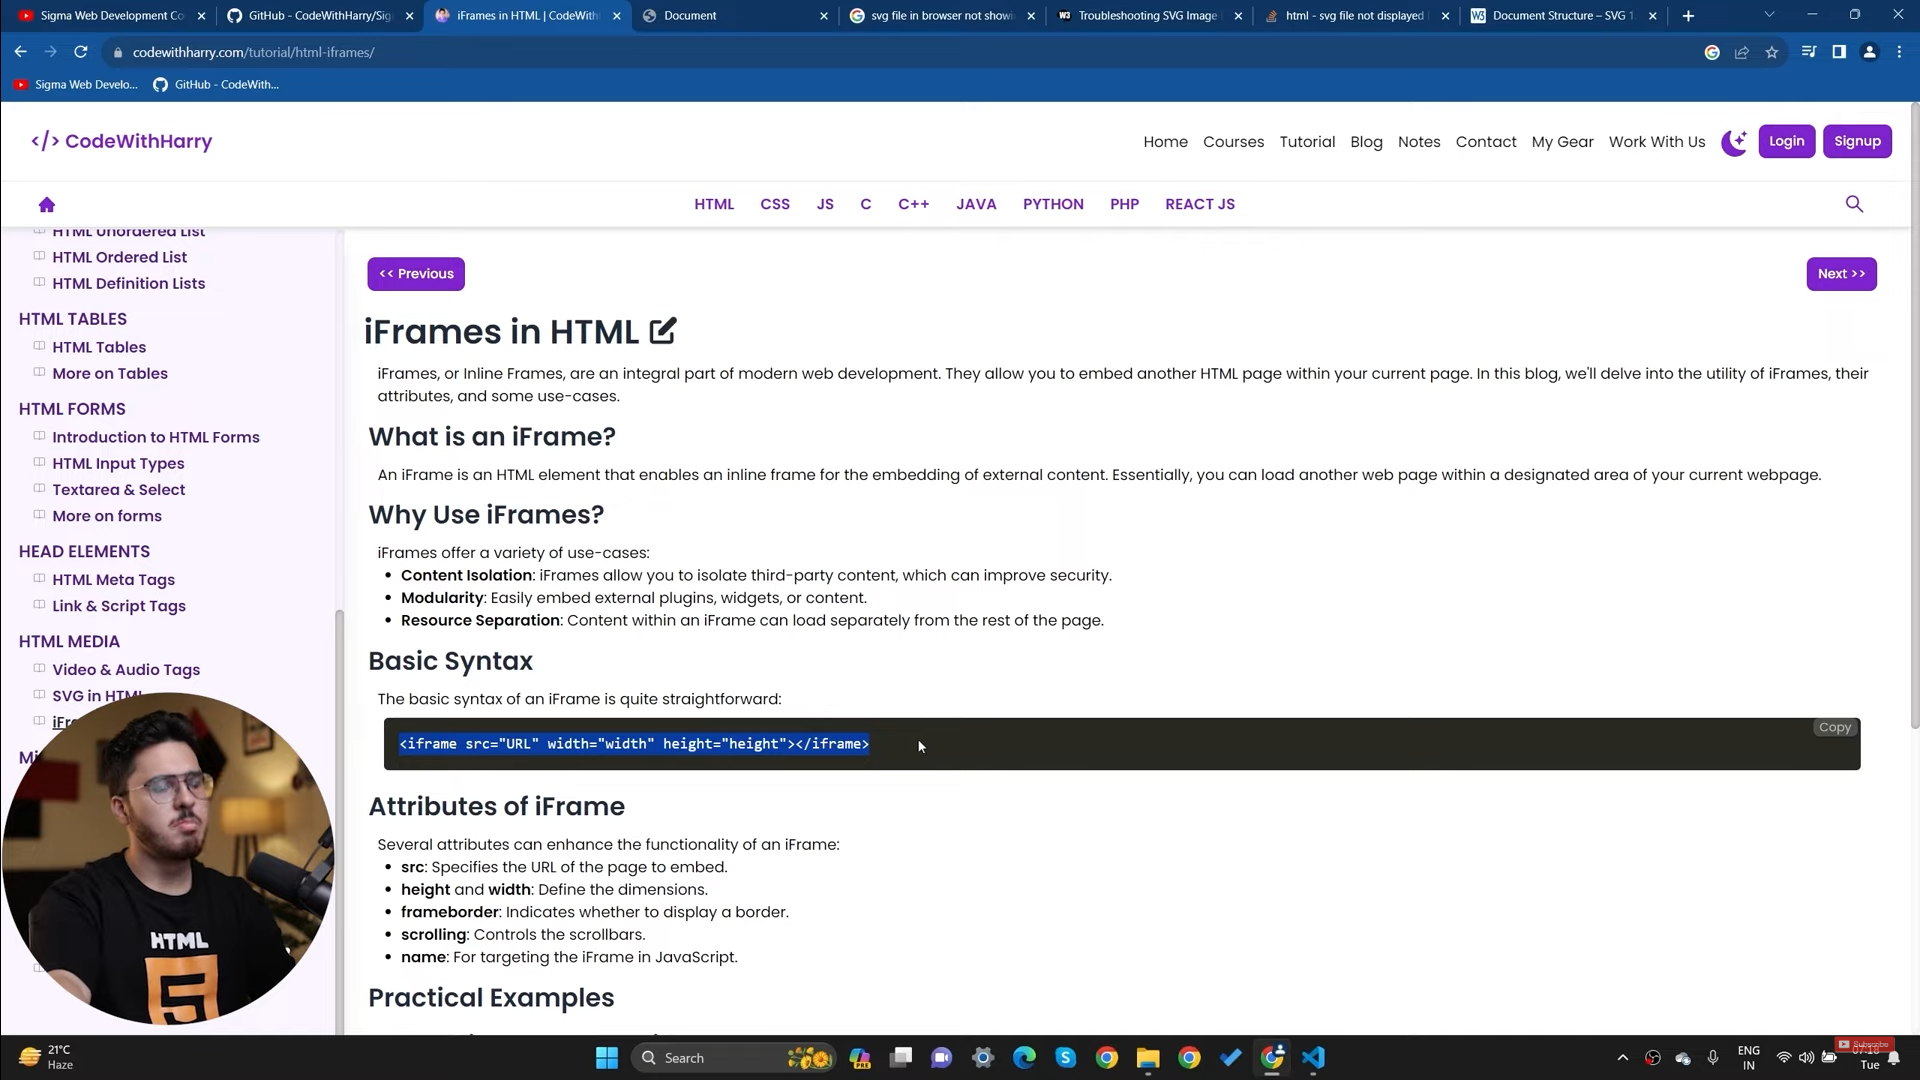 Sigma Web Development Co
GitHub - CodeWithHarry/Sig
iFrames in HTML | CodeWith
Document
svg file in browser not showi
Troubleshooting SVG Image
html - svg file not displayed
Document Structure – SVG 1.
codewithharry.com/tutorial/html-iframes/
Sigma Web Develo...
GitHub - CodeWith...
</> CodeWithHarry
Home
Courses
Tutorial
Blog
Notes
Contact
My Gear
Work With Us
Login
Signup
HTML
CSS
JS
C
C++
JAVA
PYTHON
PHP
REACT JS
HTML Unordered List
HTML Ordered List
HTML Definition Lists
HTML TABLES
HTML Tables
More on Tables
HTML FORMS
Introduction to HTML Forms
HTML Input Types
Textarea & Select
More on forms
HEAD ELEMENTS
HTML Meta Tags
Link & Script Tags
HTML MEDIA
Video & Audio Tags
SVG in HTML
<< Previous
Next >>
iFrames in HTML
iFrames, or Inline Frames, are an integral part of modern web development. They allow you to embed another HTML page within your current page. In this blog, we'll delve into the utility of iFrames, their
attributes, and some use-cases.
What is an iFrame?
An iFrame is an HTML element that enables an inline frame for the embedding of external content. Essentially, you can load another web page within a designated area of your current webpage.
Why Use iFrames?
iFrames offer a variety of use-cases:
Content Isolation: iFrames allow you to isolate third-party content, which can improve security.
Modularity: Easily embed external plugins, widgets, or content.
Resource Separation: Content within an iFrame can load separately from the rest of the page.
Basic Syntax
The basic syntax of an iFrame is quite straightforward:
Copy
<iframe src="URL" width="width" height="height"></iframe>
Attributes of iFrame
Several attributes can enhance the functionality of an iFrame:
src: Specifies the URL of the page to embed.
height and width: Define the dimensions.
frameborder: Indicates whether to display a border.
scrolling: Controls the scrollbars.
name: For targeting the iFrame in JavaScript.
Practical Examples
HTML
5
21°C
Haze
Search
PRE
ENG
IN
Subscribe
07:18
Tue